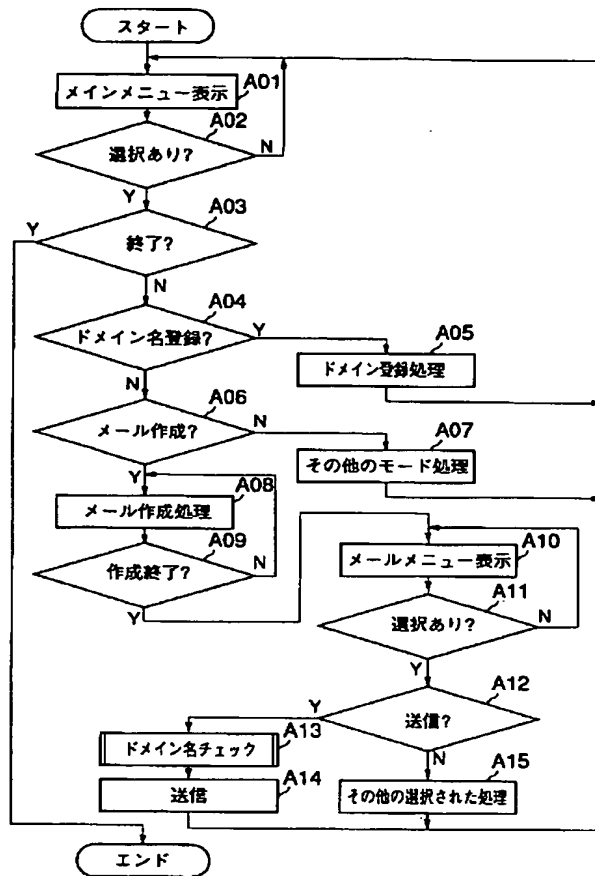 スタート
メインメニュー表示
A01
選択あり?
A02
N
Y
終了?
A03
Y
N
ドメイン名登録?
A04
Y
N
ドメイン登録処理
A05
メール作成?
A06
N
Y
その他のモード処理
A07
メール作成処理
A08
作成終了?
A09
N
Y
メールメニュー表示
A10
選択あり?
A11
N
Y
送信?
A12
Y
N
ドメイン名チェック
A13
送信
A14
その他の選択された処理
A15
エンド